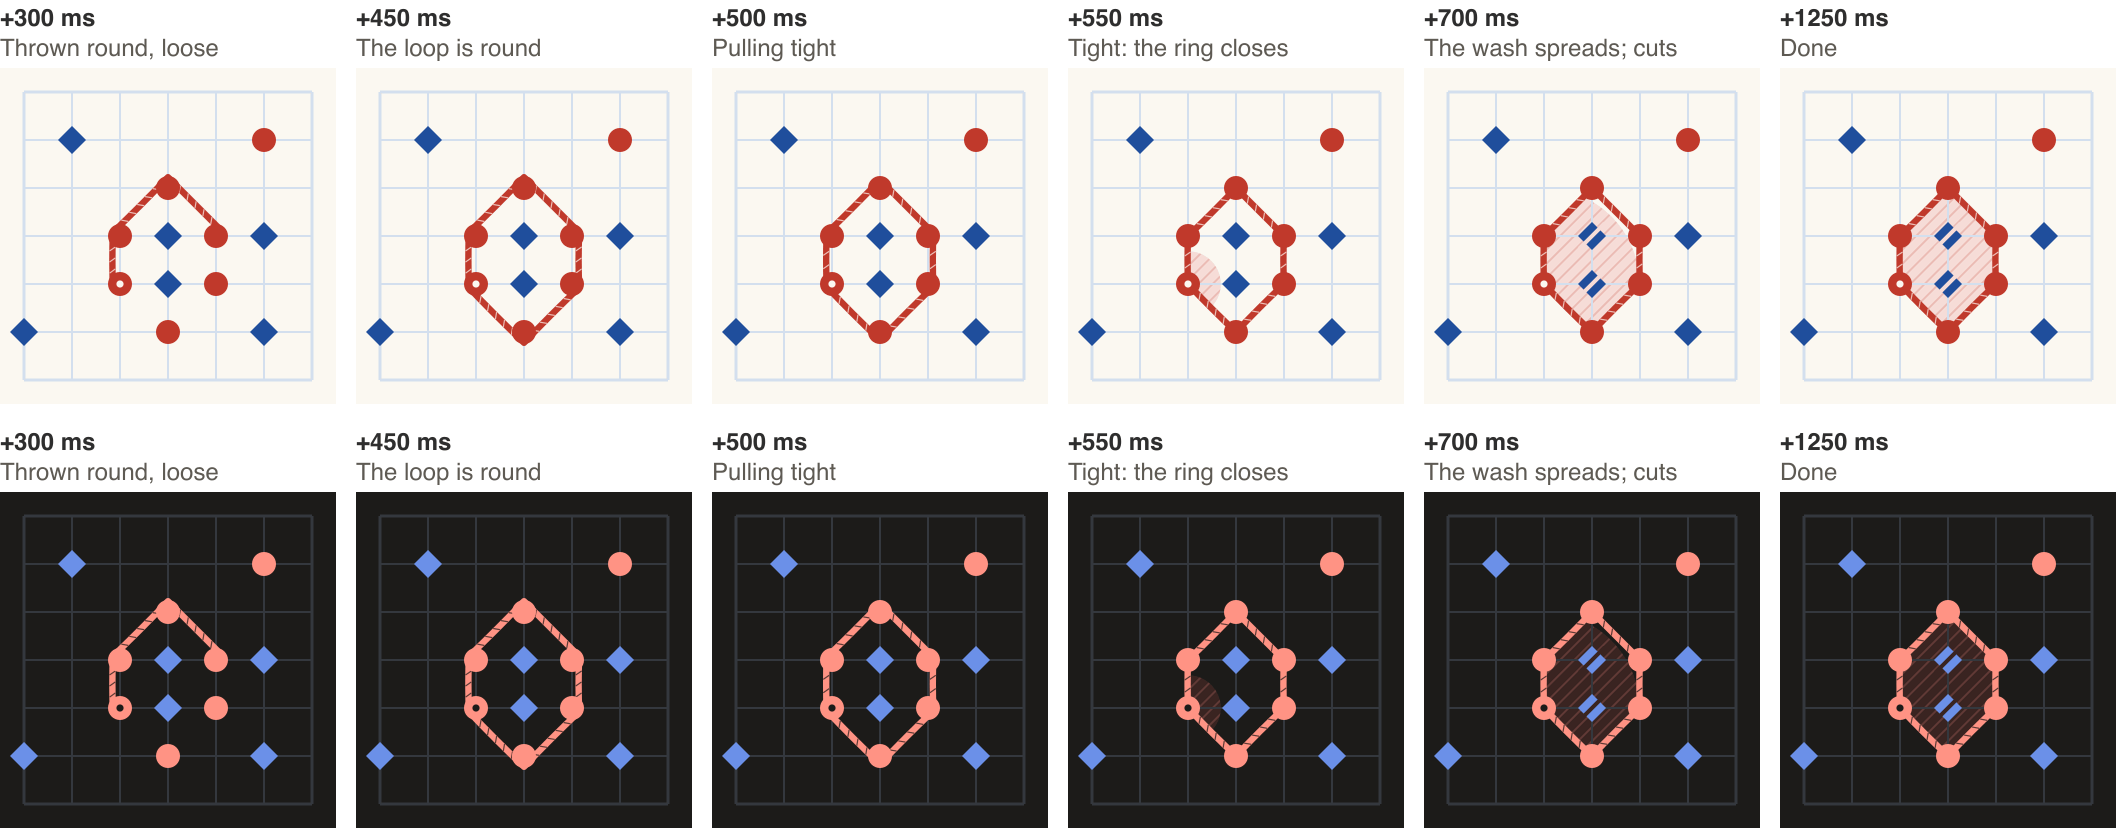 +300 ms
Thrown round, loose
+450 ms
The loop is round
+500 ms
Pulling tight
+550 ms
Tight: the ring closes
+700 ms
The wash spreads; cuts
+1250 ms
Done
+300 ms
Thrown round, loose
+450 ms
The loop is round
+500 ms
Pulling tight
+550 ms
Tight: the ring closes
+700 ms
The wash spreads; cuts
+1250 ms
Done